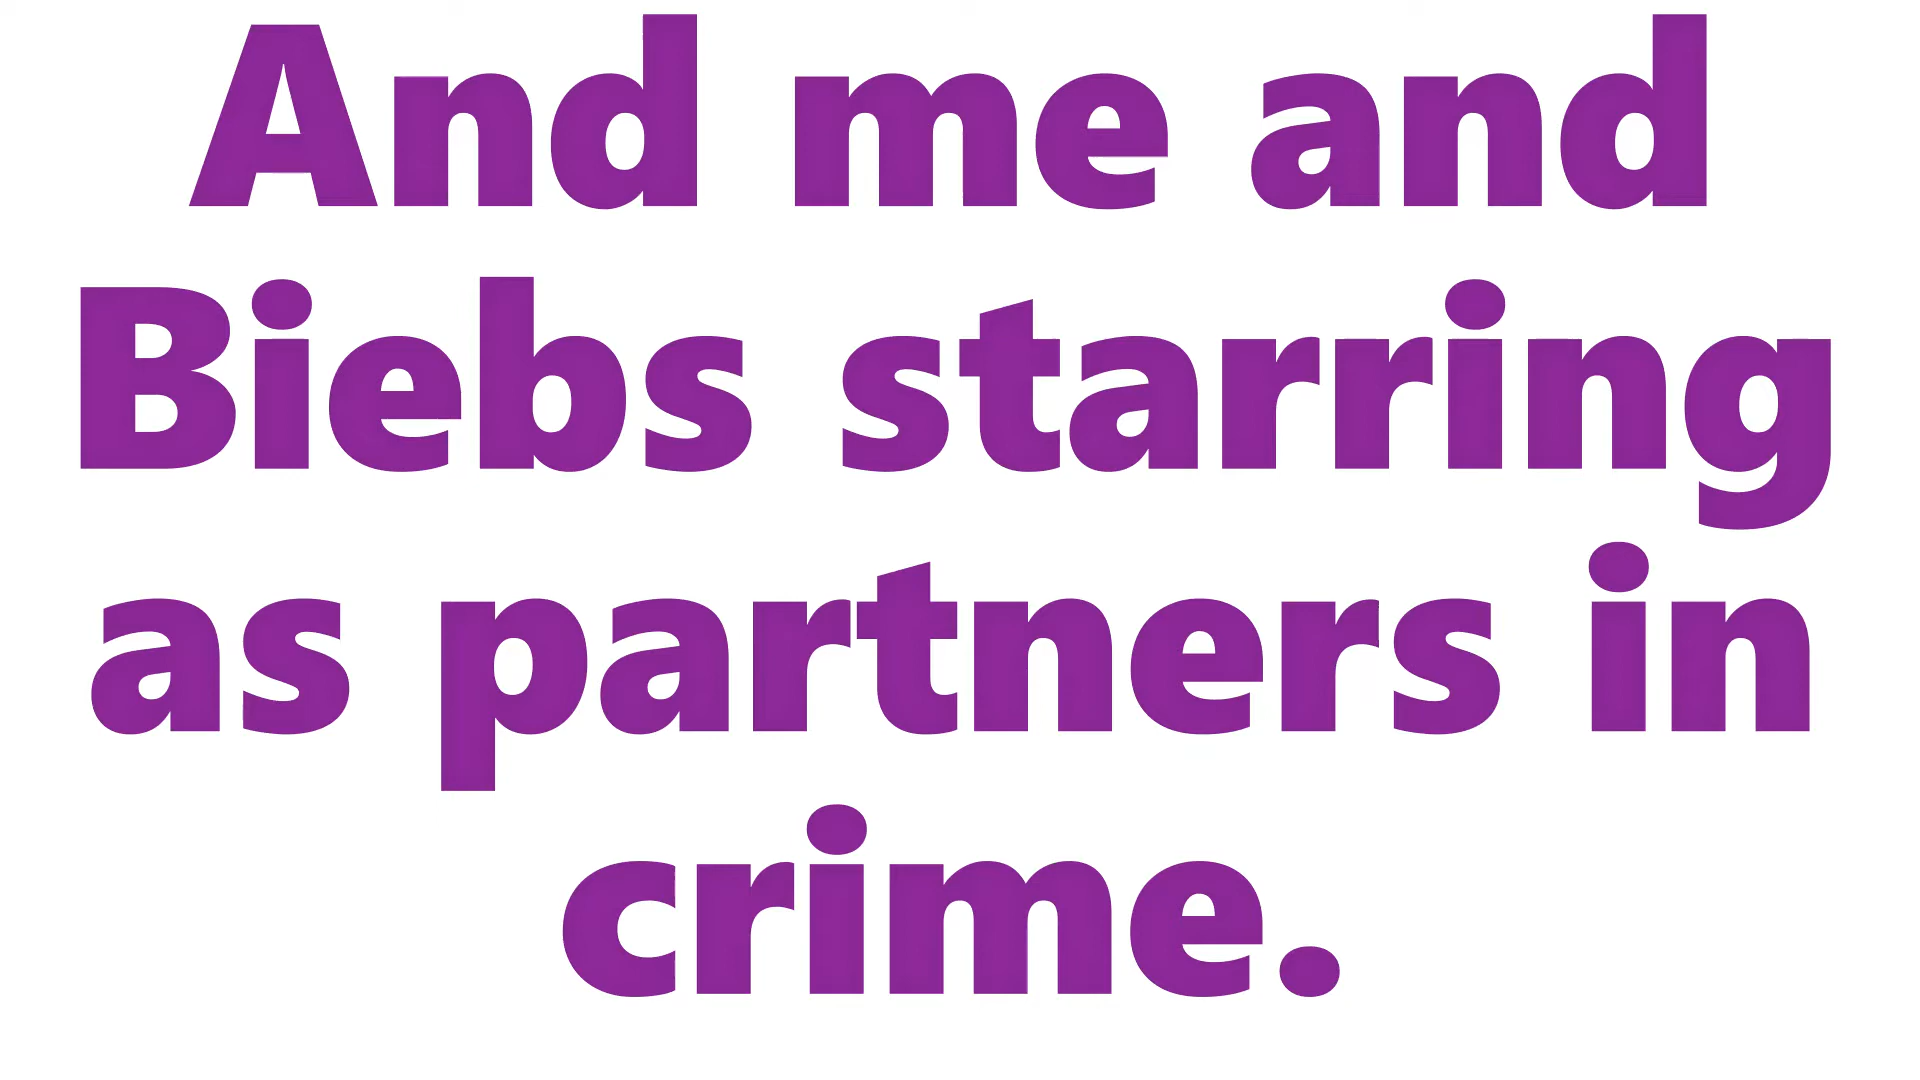 And me and
Biebs starring
as partners in
crime.